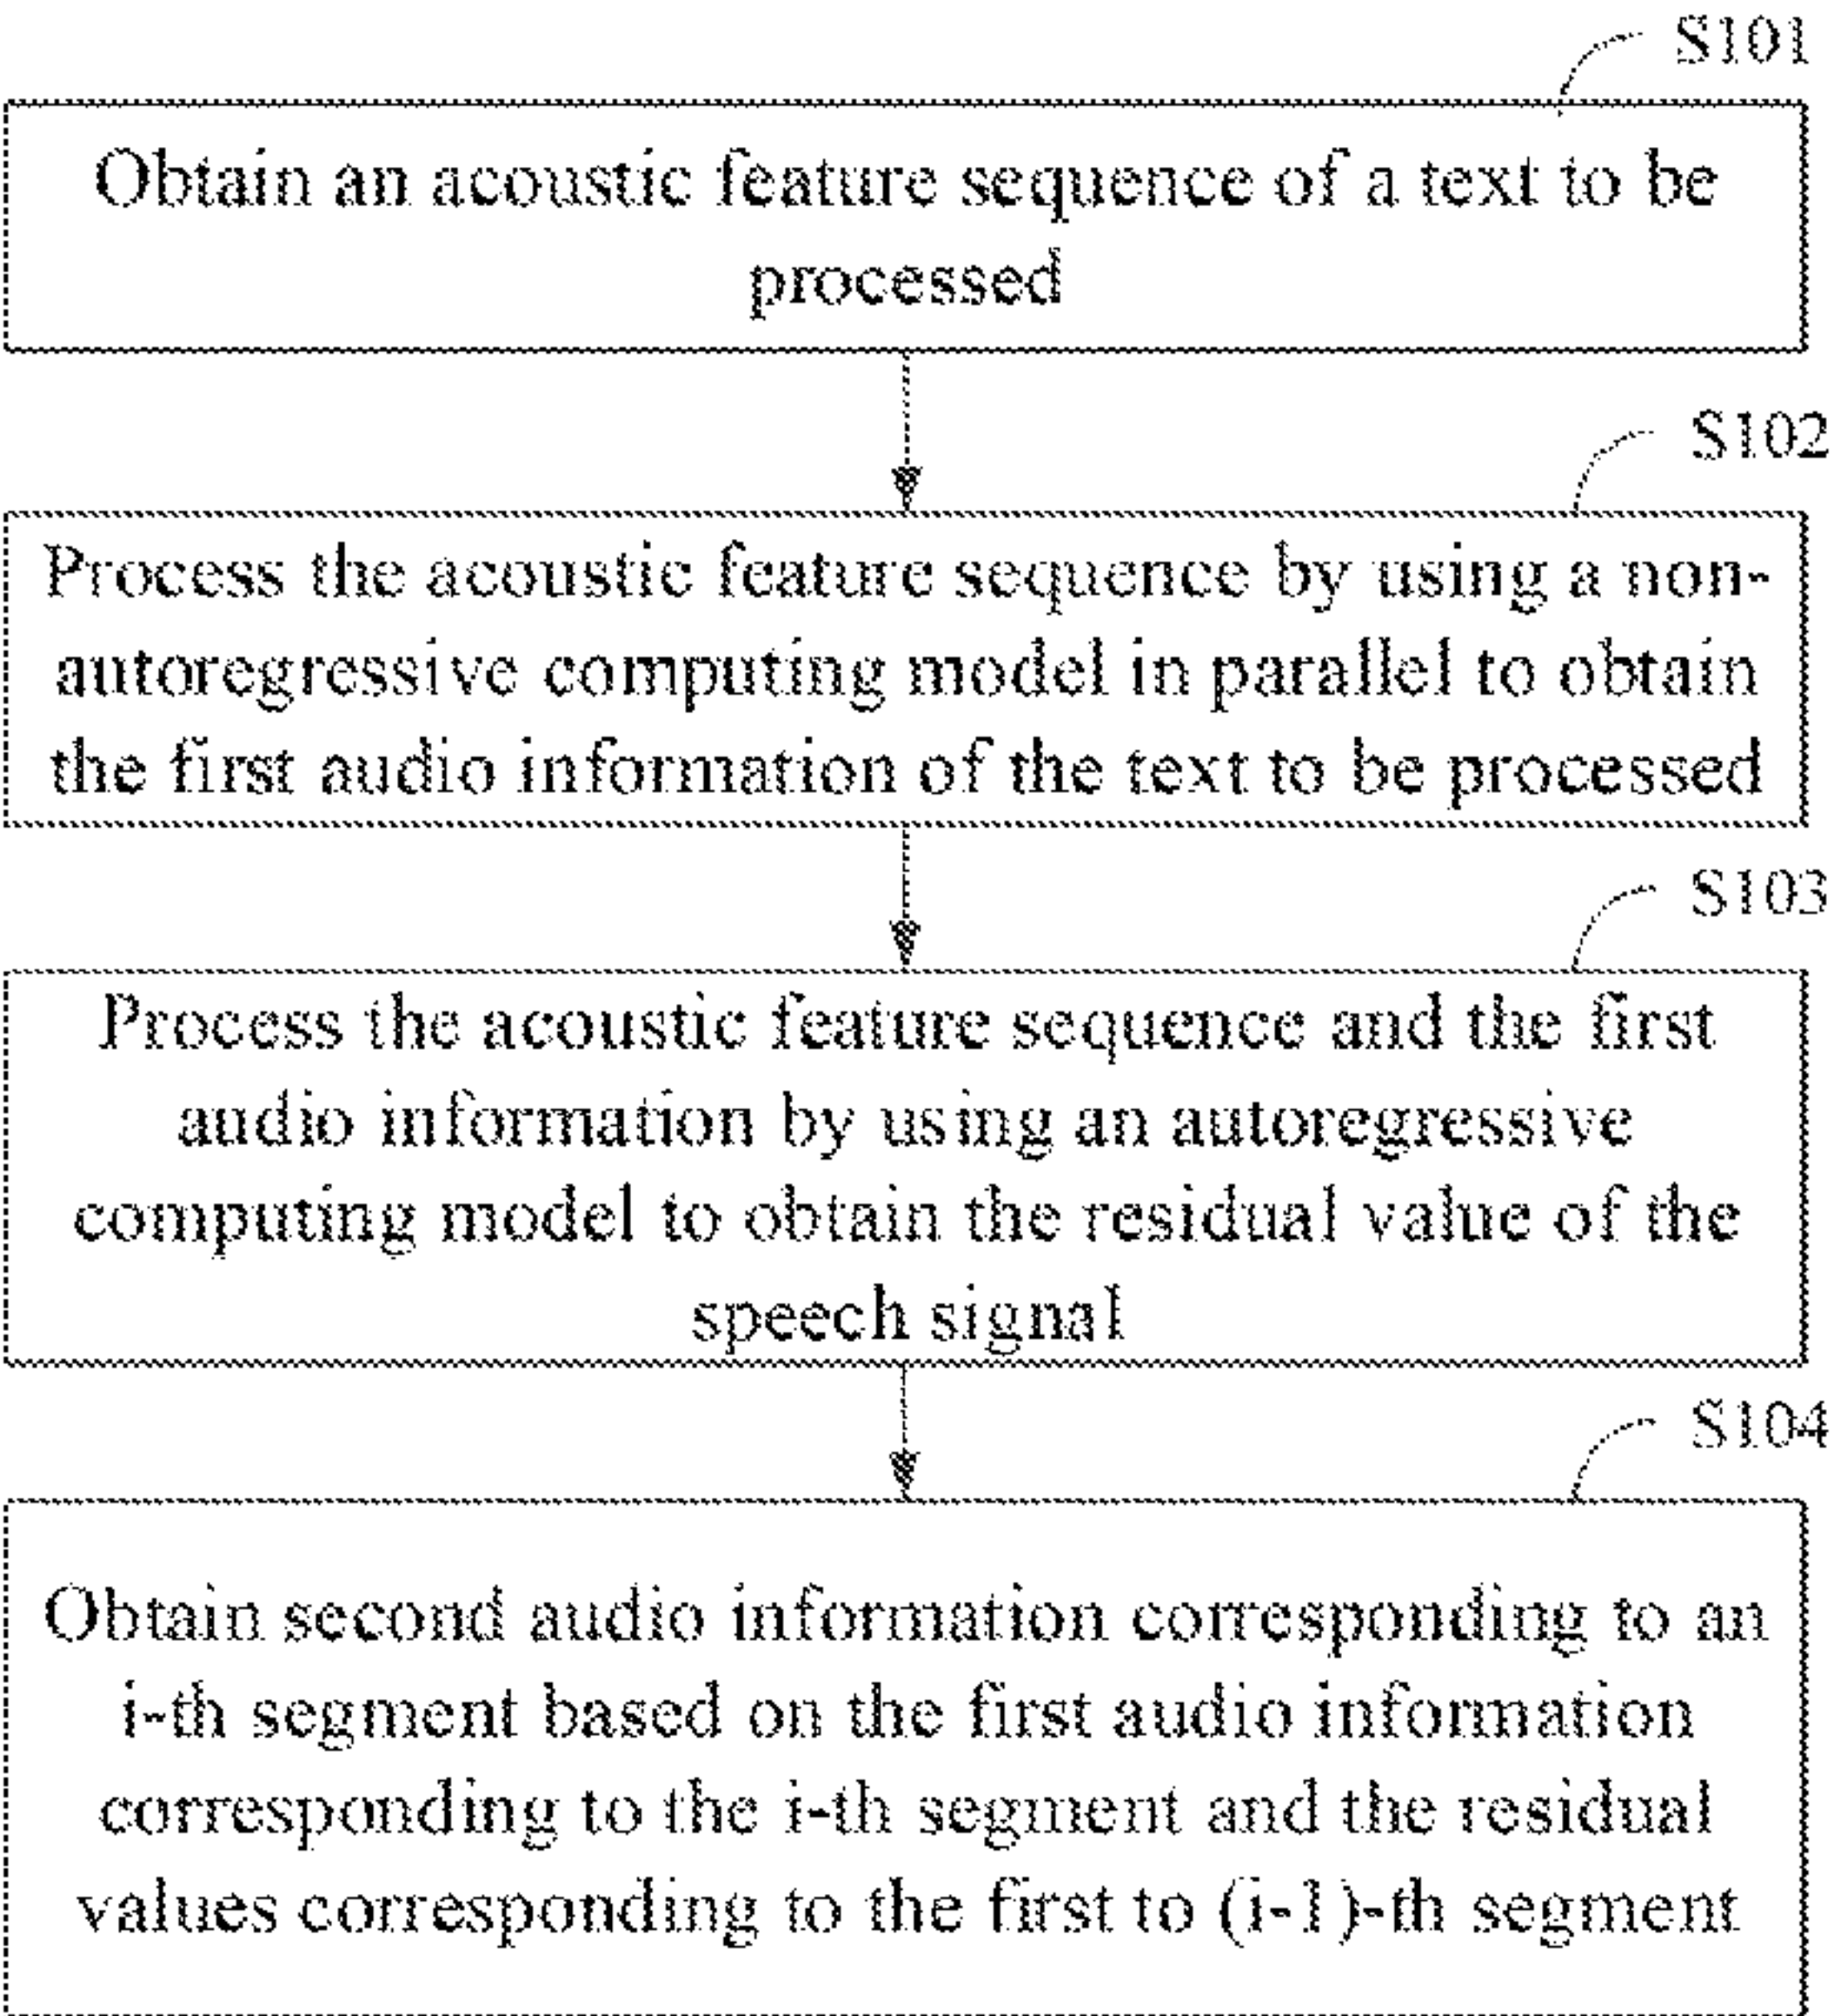 S101
Obtain an acoustic feature sequence of a text to be
processed
S102
Process the acoustic feature sequence by using a non-
autoregressive computing model in parallel to obtain
the first audio information of the text to be processed
S103
Process the acoustic feature sequence and the first
audio information by using an autoregressive
computing model to obtain the residual value of the
speech signal
S104
Obtain second audio information corresponding to an
i-th segment based on the first audio information
corresponding to the i-th segment and the residual
values corresponding to the first to (i-1)-th segment